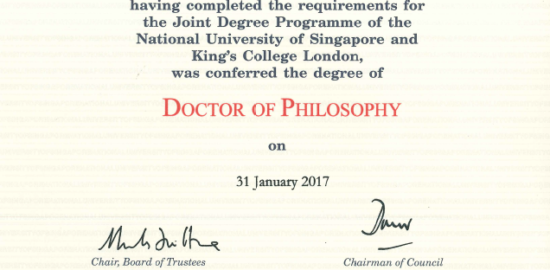 having completed the requirements for
the Joint Degree Programme of the
National University of Singapore and
King's College London,
was conferred the degree of
DOCTOR OF PHILOSOPHY
on
31 January 2017
Chair, Board of Trustees
Chairman of Council